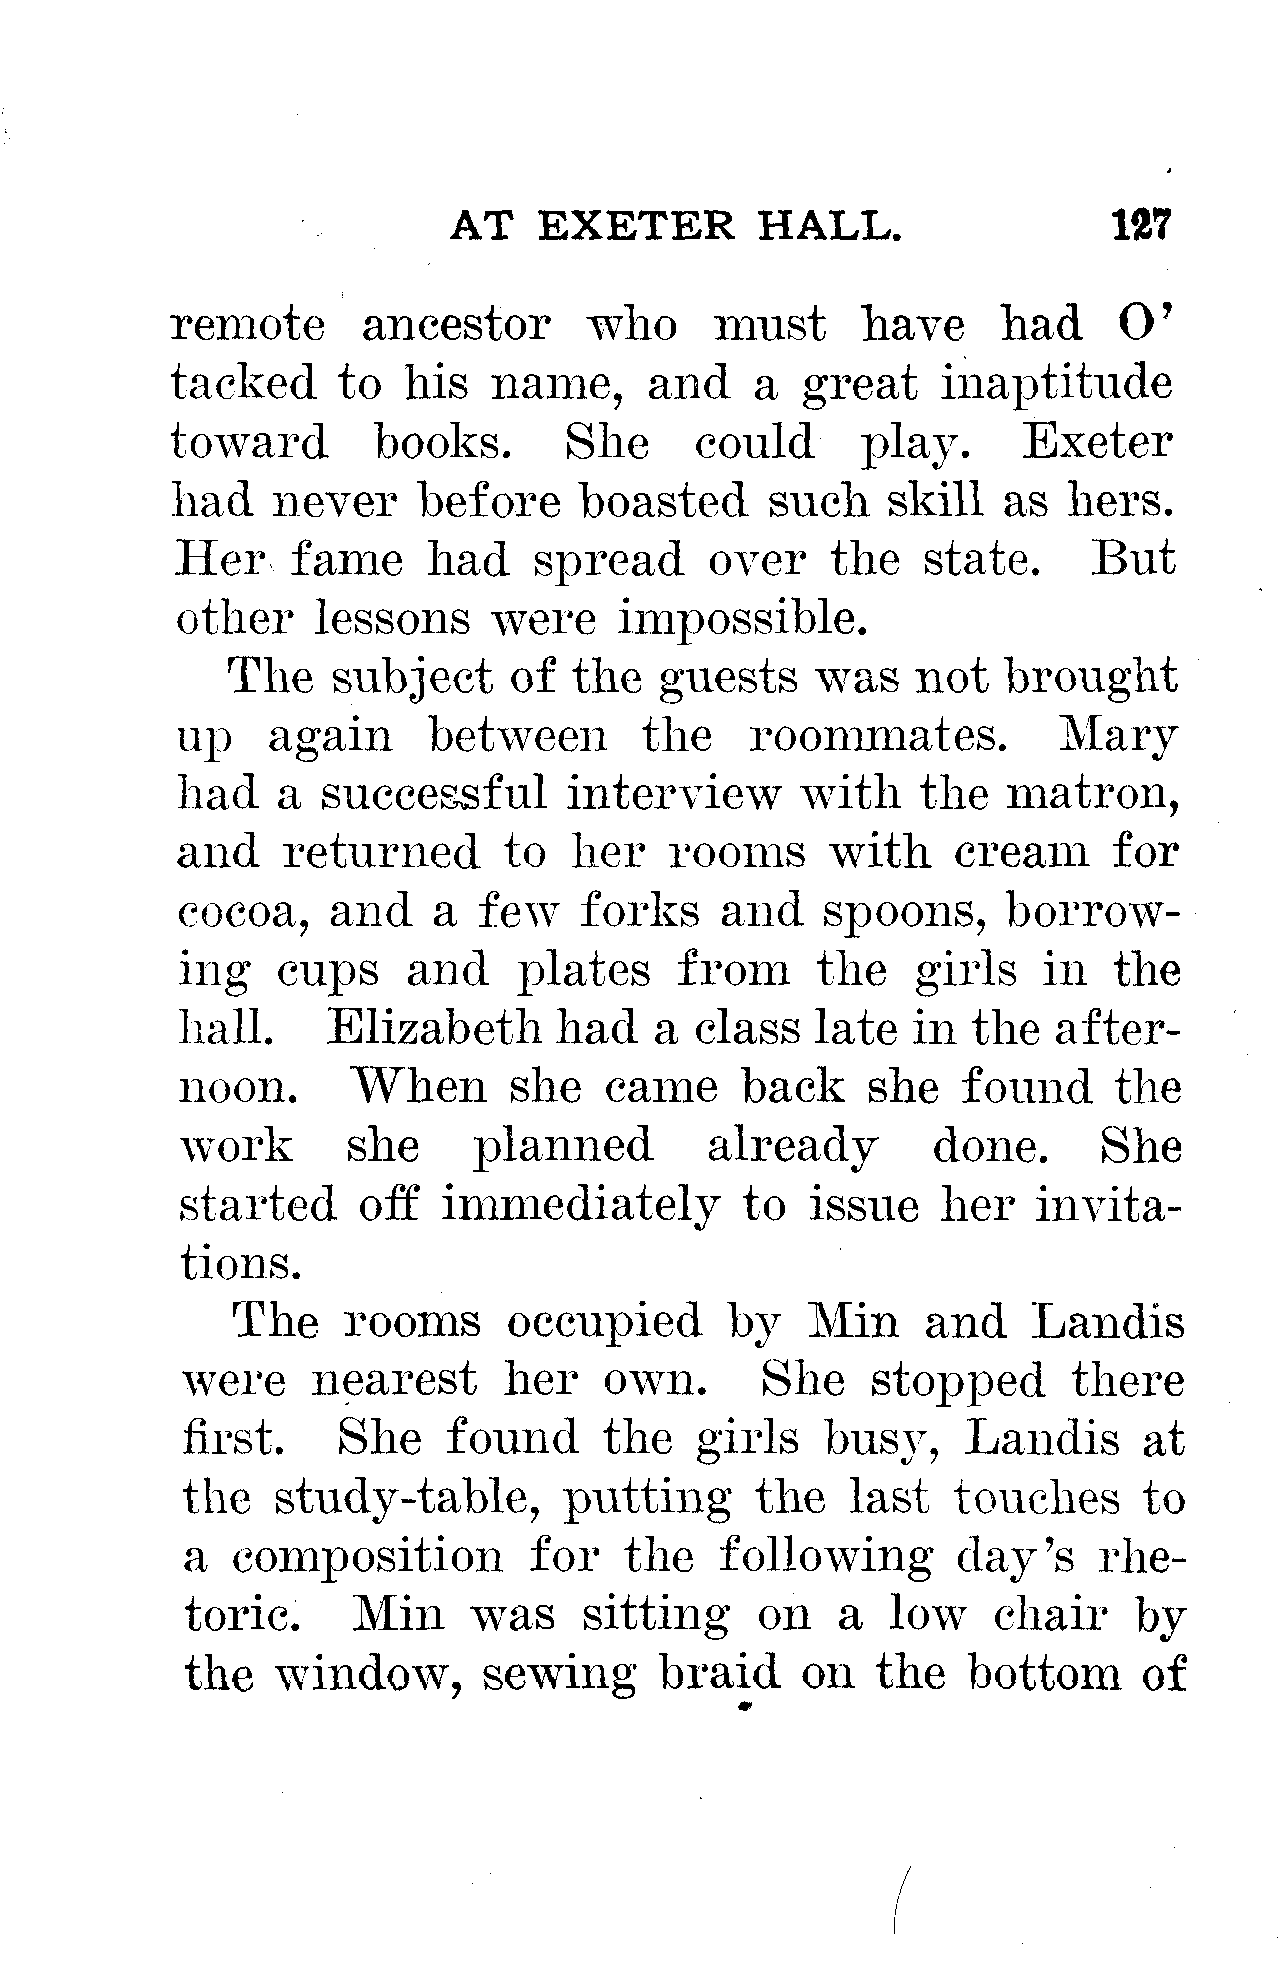 AT EXETER HALL. 127
remote ancestor who must have had O'
tacked to his name, and a great inaptitude
toward books. She could play. Exeter
had never before boasted such skill as hers.
Her fame had spread over the state. But
other lessons were impossible.
The subject of the guests was not brought
up again between the roommates. Mary
had a successful interview with the matron,
and returned to her rooms with cream for
cocoa, and a few forks and spoons, borrow-
ing cups and plates from the girls in the
hall. Elizabeth had a class late in the after-
noon. When she came back she found the
work she planned already done. She
started off immediately to issue her invita-
tions.
The rooms occupied by Min and Landis
were nearest her own. She stopped there
first. She found the girls busy, Landis at
the study-table, putting the last touches to
a composition for the following day's rhe-
toric. Min was sitting on a low chair by
the window, sewing braid on the bottom of